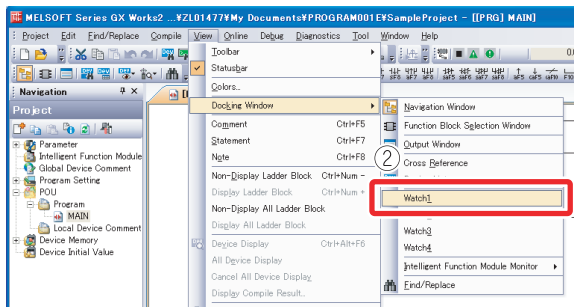 MELSOFT Series GX Works2 ...¥ZL01477¥My Documents¥PROGRAM001E¥SampleProject - [[PRG] MAIN]
Project Edit Find/Replace Compile View Online Debug Diagnostics Tool Window Help
Navigation
Project
Parameter
Intelligent Function Module
Global Device Comment
Program Setting
POU
Program
MAIN
Local Device Comment
Device Memory
Device Initial Value
Toolbar
Statusbar
Colors...
Docking Window
Comment Ctrl+F5
Statement Ctrl+F7
Note Ctrl+F8
Non-Display Ladder Block Ctrl+Num -
Display Ladder Block Ctrl+Num +
Non-Display All Ladder Block
Display All Ladder Block
Device Display Ctrl+Alt+F6
All Device Display
Cancel All Device Display
Display Compile Result...
Navigation Window
Function Block Selection Window
Output Window
Cross Reference
②
Watch1
Watch3
Watch4
Intelligent Function Module Monitor
Find/Replace